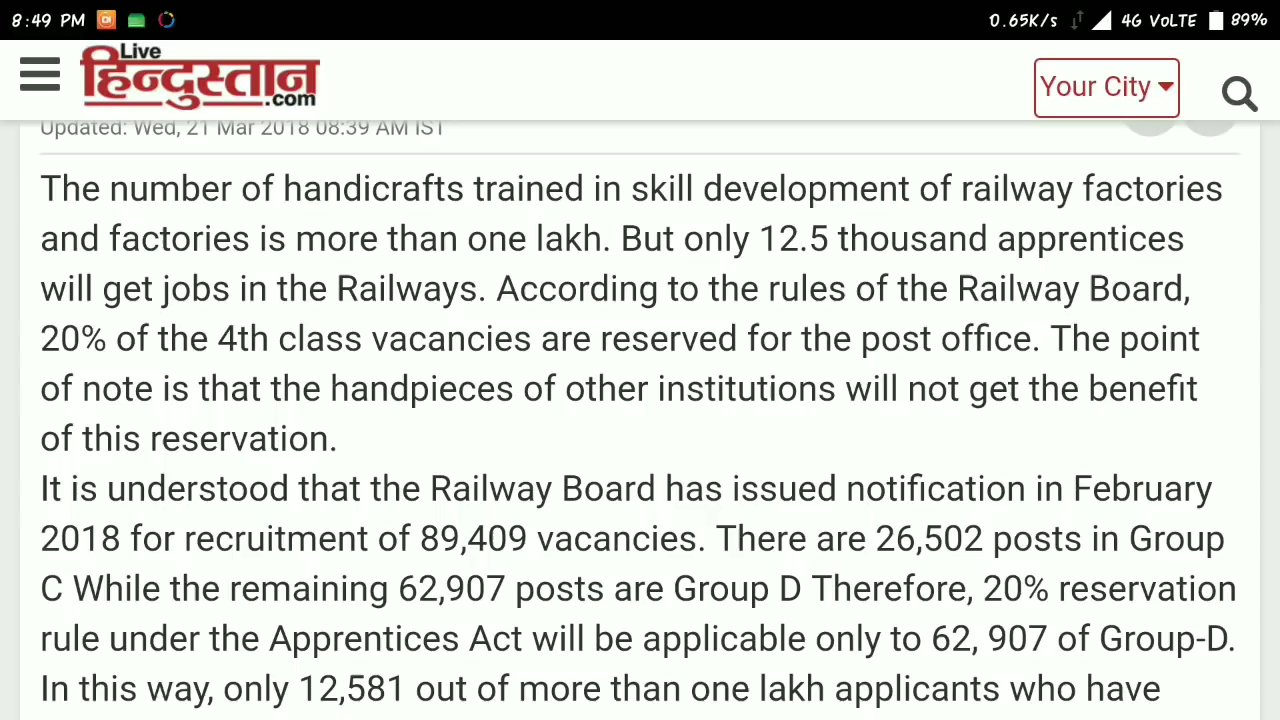 8:49 PM
0.65K/s
4G VoLTE
89%
Live
हिन्दुस्तान
.com
Your City
Updated: Wed, 21 Mar 2018 08:39 AM IST
The number of handicrafts trained in skill development of railway factories
and factories is more than one lakh. But only 12.5 thousand apprentices
will get jobs in the Railways. According to the rules of the Railway Board,
20% of the 4th class vacancies are reserved for the post office. The point
of note is that the handpieces of other institutions will not get the benefit
of this reservation.
It is understood that the Railway Board has issued notification in February
2018 for recruitment of 89,409 vacancies. There are 26,502 posts in Group
C While the remaining 62,907 posts are Group D Therefore, 20% reservation
rule under the Apprentices Act will be applicable only to 62, 907 of Group-D.
In this way, only 12,581 out of more than one lakh applicants who have